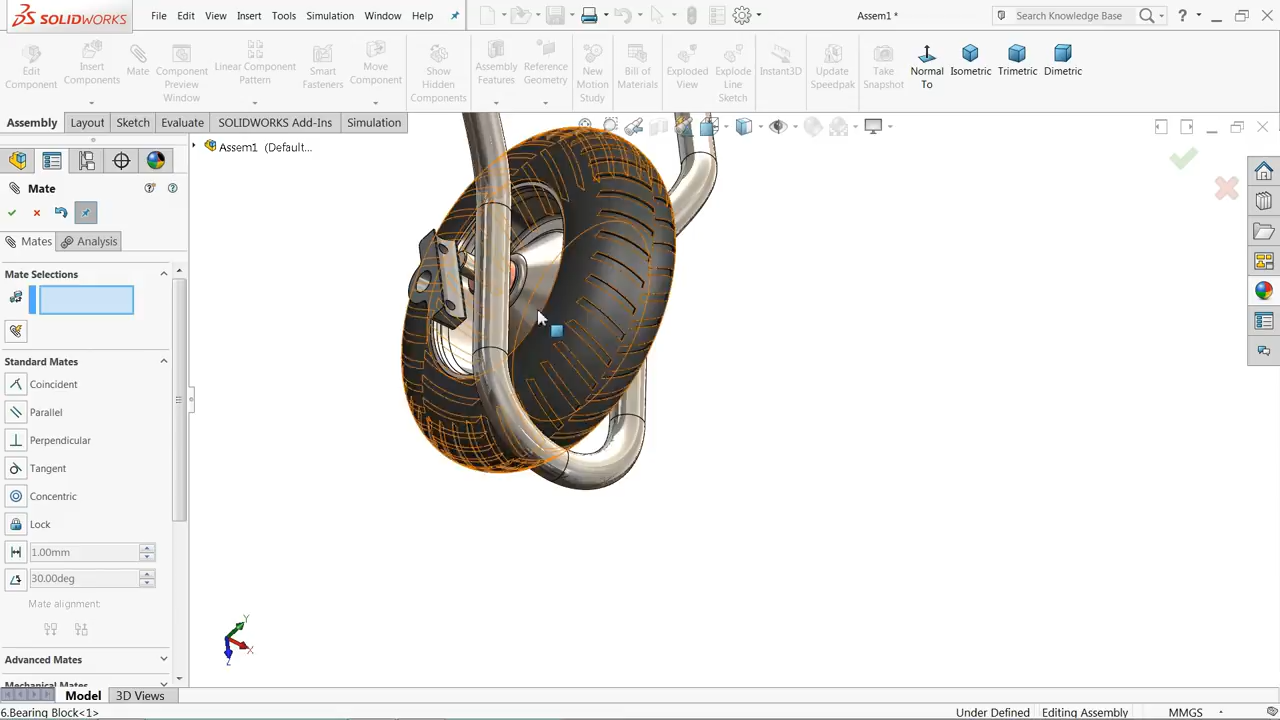 SOLIDWORKS File Edit View Insert Tools Simulation Window Help Assem1 * Search Knowledge Base ?
Edit Component
Insert Components
Mate
Component Preview Window
Linear Component Pattern
Smart Fasteners
Move Component
Show Hidden Components
Assembly Features
Reference Geometry
New Motion Study
Bill of Materials
Exploded View
Explode Line Sketch
Instant3D
Update Speedpak
Take Snapshot
Normal To
Isometric
Trimetric
Dimetric
Assembly Layout Sketch Evaluate SOLIDWORKS Add-Ins Simulation
Assem1 (Default...
Mate
Mates Analysis
Mate Selections
Standard Mates
Coincident
Parallel
Perpendicular
Tangent
Concentric
Lock
1.00mm
30.00deg
Mate alignment:
Advanced Mates
Mechanical Mates
Y
X
Z
Model 3D Views
6.Bearing Block<1> Under Defined Editing Assembly MMGS